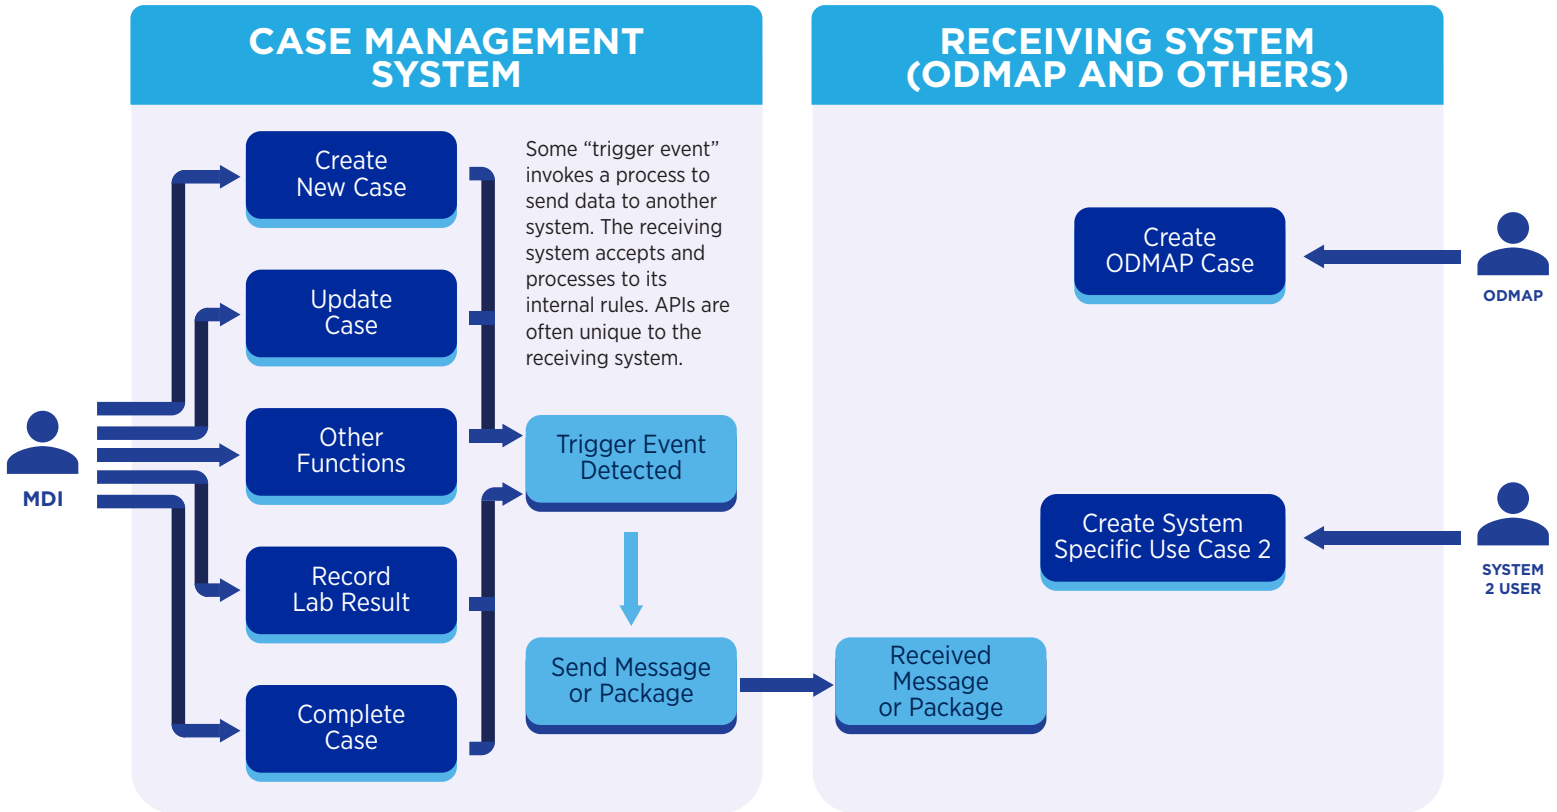 CASE MANAGEMENT
SYSTEM
RECEIVING SYSTEM
(ODMAP AND OTHERS)
Create
New Case
Some “trigger event”
invokes a process to
send data to another
system. The receiving
system accepts and
processes to its
internal rules. APIs are
often unique to the
receiving system.
Update
Case
Other
Functions
Record
Lab Result
Complete
Case
MDI
Trigger Event
Detected
Send Message
or Package
Received
Message
or Package
Create
ODMAP Case
ODMAP
Create System
Specific Use Case 2
SYSTEM
2 USER